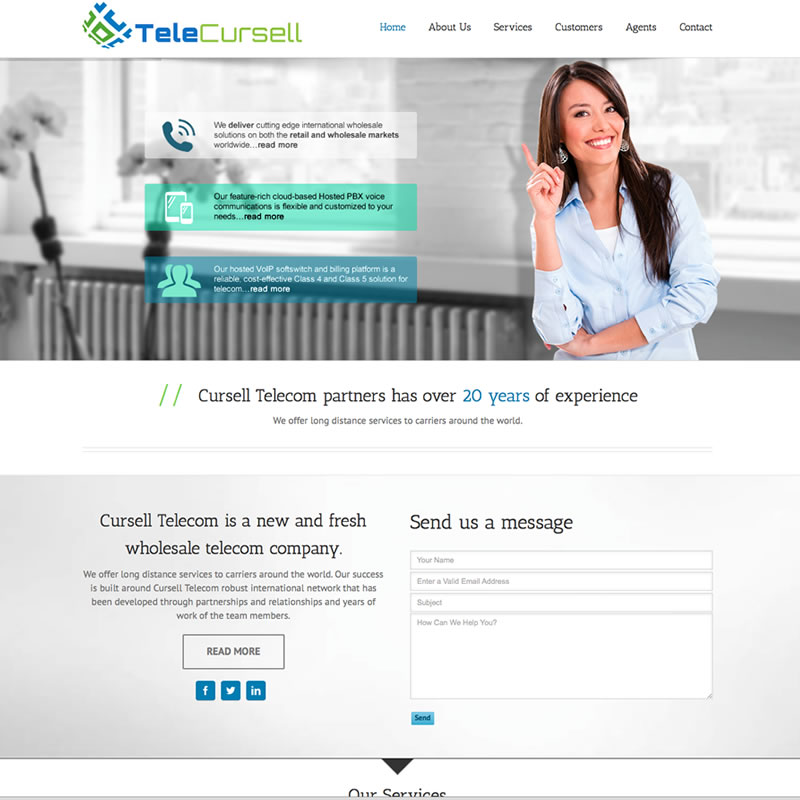 TeleCursell
Home About Us Services Customers Agents Contact
We deliver cutting edge international wholesale
solutions on both the retail and wholesale markets
worldwide...read more
Our feature-rich cloud-based Hosted PBX voice
communications is flexible and customized to your
needs...read more
Our hosted VoIP softswitch and billing platform is a
reliable, cost-effective Class 4 and Class 5 solution for
telecom...read more
// Cursell Telecom partners has over 20 years of experience
We offer long distance services to carriers around the world.
Cursell Telecom is a new and fresh
wholesale telecom company.
We offer long distance services to carriers around the world. Our success
is built around Cursell Telecom robust international network that has
been developed through partnerships and relationships and years of
work of the team members.
READ MORE
Send us a message
Your Name
Enter a Valid Email Address
Subject
How Can We Help You?
Send
Our Services